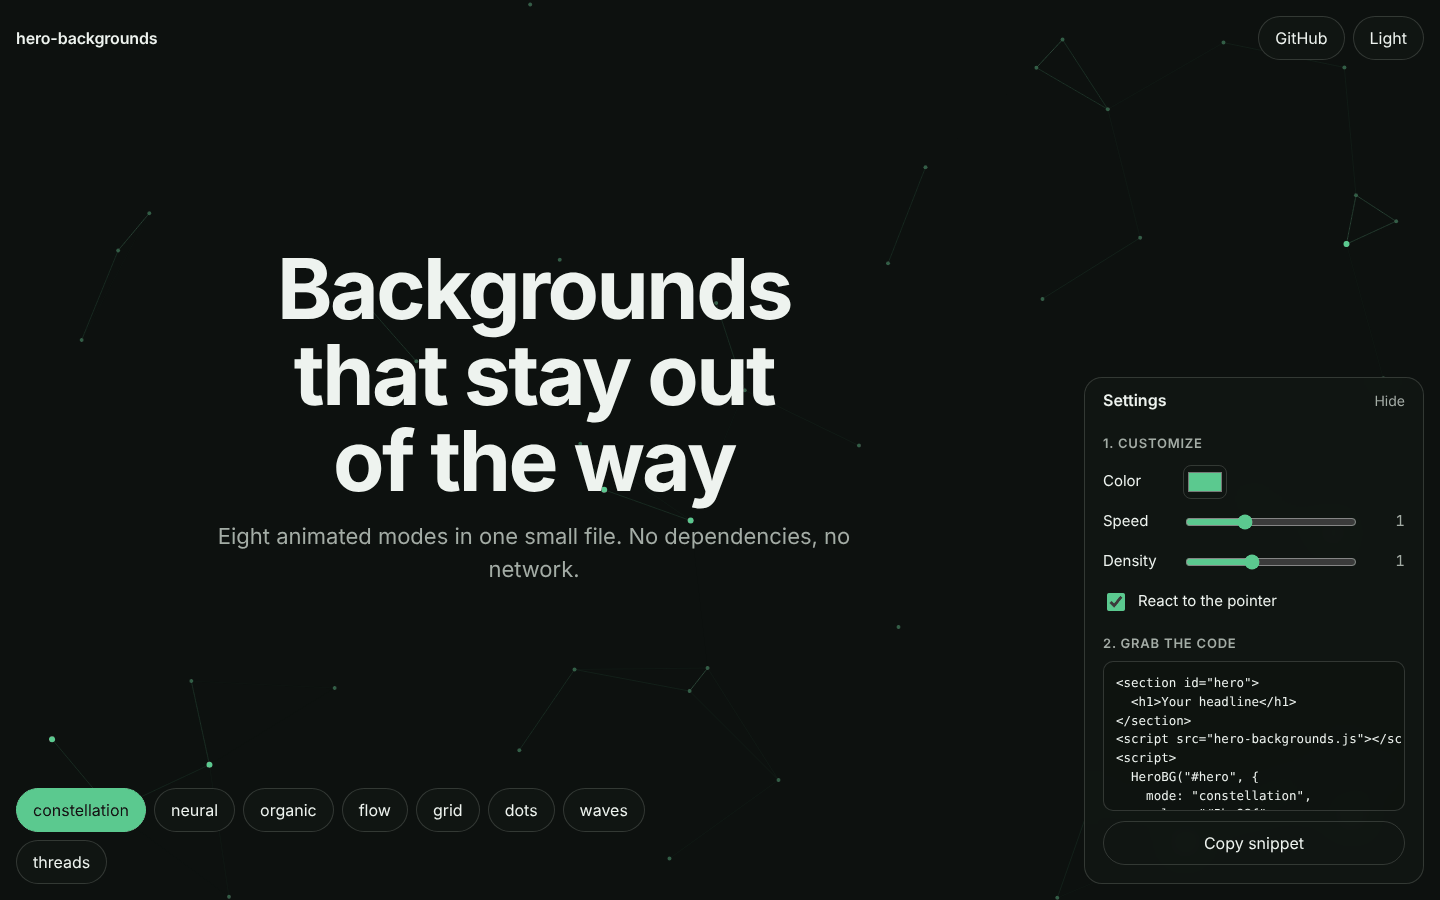 hero-backgrounds
GitHub
Light
Backgrounds
that stay out
of the way
Eight animated modes in one small file. No dependencies, no
network.
Settings
Hide
1. CUSTOMIZE
Color
Speed
1
Density
1
React to the pointer
2. GRAB THE CODE
<section id="hero">
  <h1>Your headline</h1>
</section>
<script src="hero-backgrounds.js"></sc
<script>
  HeroBG("#hero", {
    mode: "constellation",
Copy snippet
constellation
neural
organic
flow
grid
dots
waves
threads